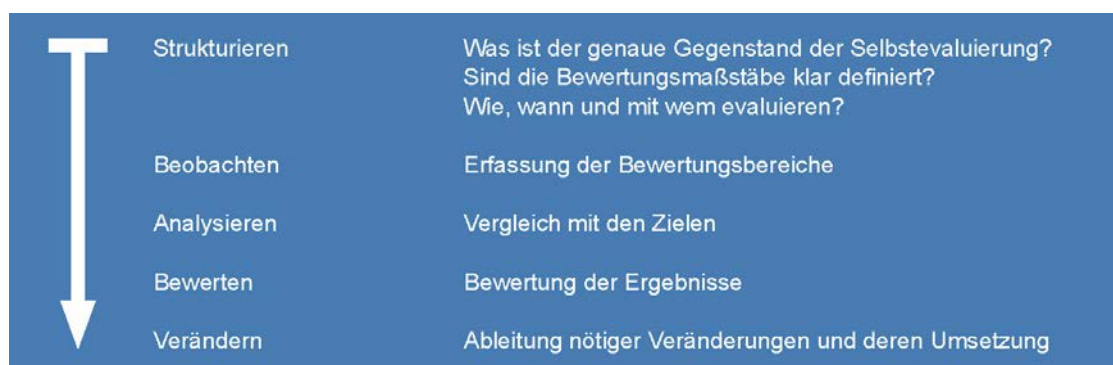 Strukturieren Was ist der genaue Gegenstand der Selbstevaluierung?
Sind die Bewertungsmaßstäbe klar definiert?
Wie, wann und mit wem evaluieren?
Beobachten Erfassung der Bewertungsbereiche
Analysieren Vergleich mit den Zielen
Bewerten Bewertung der Ergebnisse
Verändern Ableitung nötiger Veränderungen und deren Umsetzung